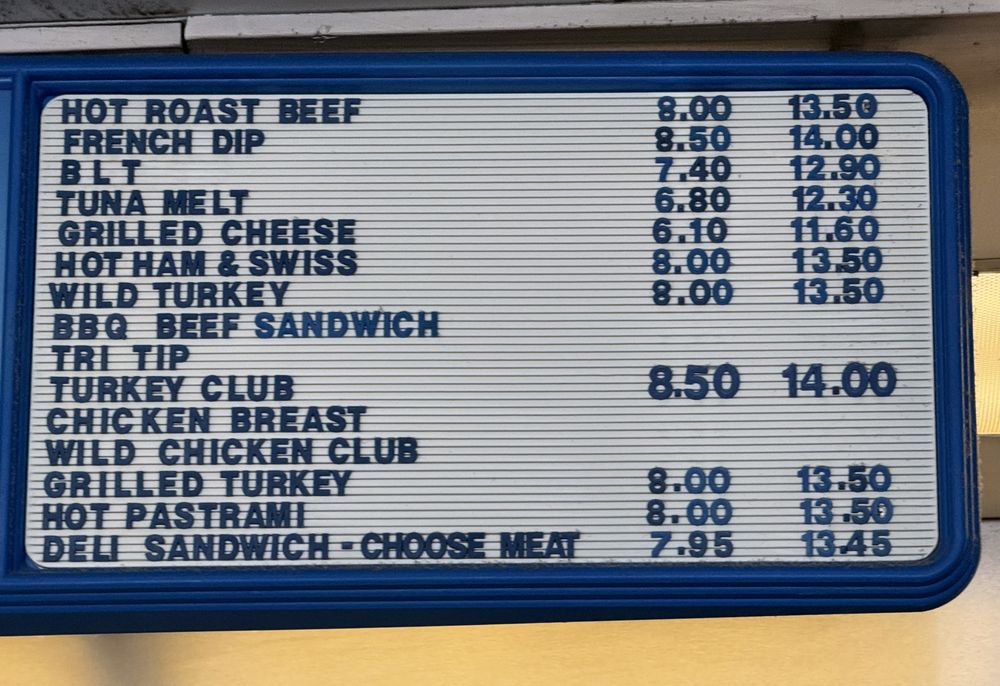 HOT ROAST BEEF 8.00 13.50
FRENCH DIP 8.50 14.00
B L T 7.40 12.90
TUNA MELT 6.80 12.30
GRILLED CHEESE 6.10 11.60
HOT HAM & SWISS 8.00 13.50
WILD TURKEY 8.00 13.50
BBQ BEEF SANDWICH
TRI TIP
TURKEY CLUB 8.50 14.00
CHICKEN BREAST
WILD CHICKEN CLUB
GRILLED TURKEY 8.00 13.50
HOT PASTRAMI 8.00 13.50
DELI SANDWICH - CHOOSE MEAT 7.95 13.45